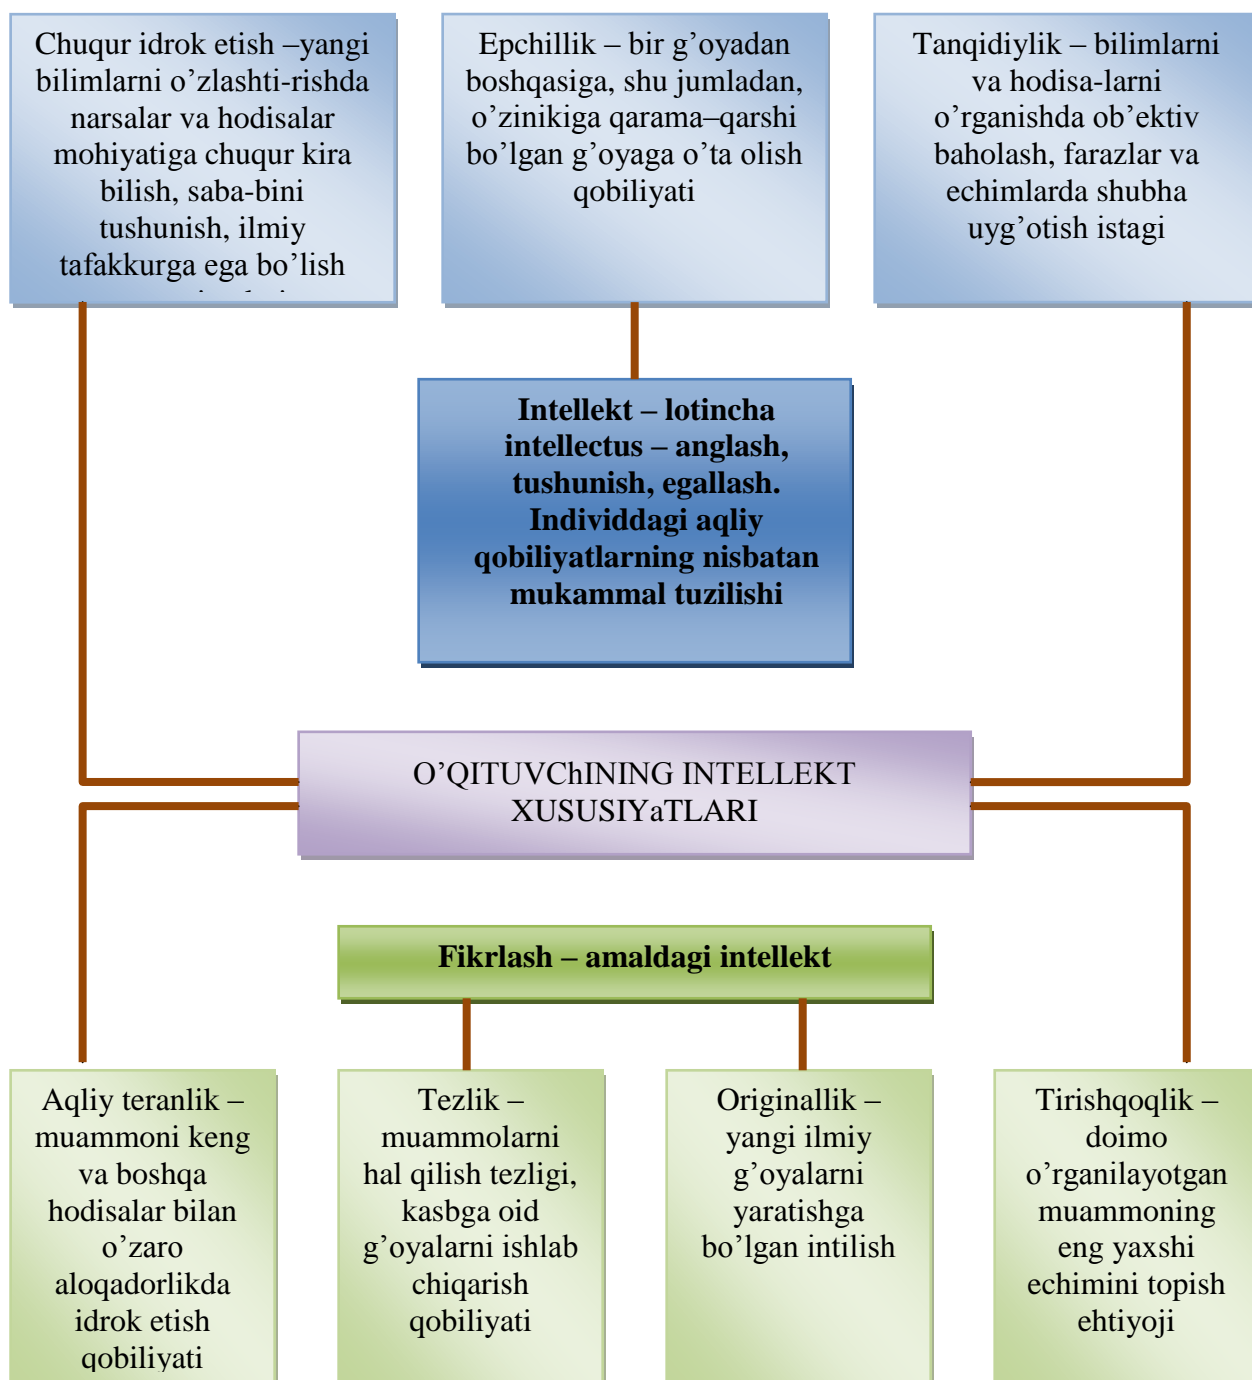 Chuqur idrok etish –yangi
bilimlarni o’zlashti-rishda
narsalar va hodisalar
mohiyatiga chuqur kira
bilish, saba-bini
tushunish, ilmiy
tafakkurga ega bo’lish
Epchillik – bir g’oyadan
boshqasiga, shu jumladan,
o’zinikiga qarama–qarshi
bo’lgan g’oyaga o’ta olish
qobiliyati
Tanqidiylik – bilimlarni
va hodisa-larni
o’rganishda ob’ektiv
baholash, farazlar va
echimlarda shubha
uyg’otish istagi
Intellekt – lotincha
intellectus – anglash,
tushunish, egallash.
Individdagi aqliy
qobiliyatlarning nisbatan
mukammal tuzilishi
O’QITUVChINING INTELLEKT
XUSUSIYaTLARI
Fikrlash – amaldagi intellekt
Aqliy teranlik –
muammoni keng
va boshqa
hodisalar bilan
o’zaro
aloqadorlikda
idrok etish
qobiliyati
Tezlik –
muammolarni
hal qilish tezligi,
kasbga oid
g’oyalarni ishlab
chiqarish
qobiliyati
Originallik –
yangi ilmiy
g’oyalarni
yaratishga
bo’lgan intilish
Tirishqoqlik –
doimo
o’rganilayotgan
muammoning
eng yaxshi
echimini topish
ehtiyoji